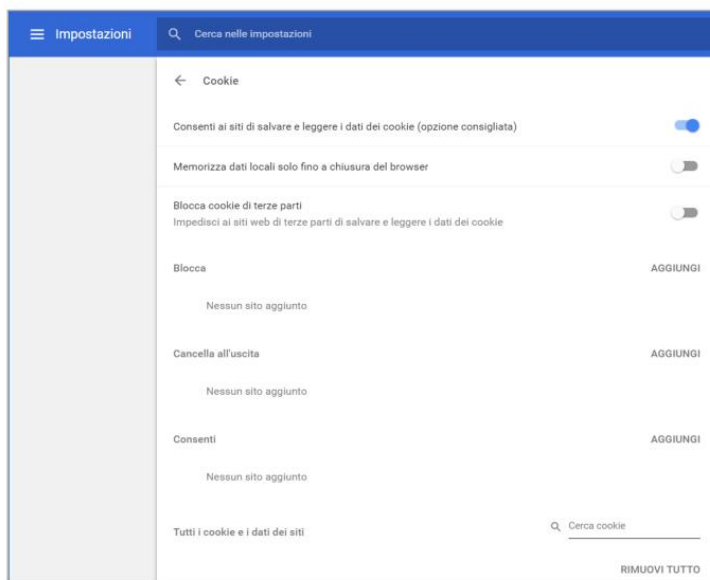 Impostazioni
Cerca nelle impostazioni
Cookie
Consenti ai siti di salvare e leggere i dati dei cookie (opzione consigliata)
Memorizza dati locali solo fino a chiusura del browser
Blocca cookie di terze parti
Impedisci ai siti web di terze parti di salvare e leggere i dati dei cookie
Blocca AGGIUNGI
Nessun sito aggiunto
Cancella all'uscita AGGIUNGI
Nessun sito aggiunto
Consenti AGGIUNGI
Nessun sito aggiunto
Tutti i cookie e i dati dei siti Cerca cookie
RIMUOVI TUTTO